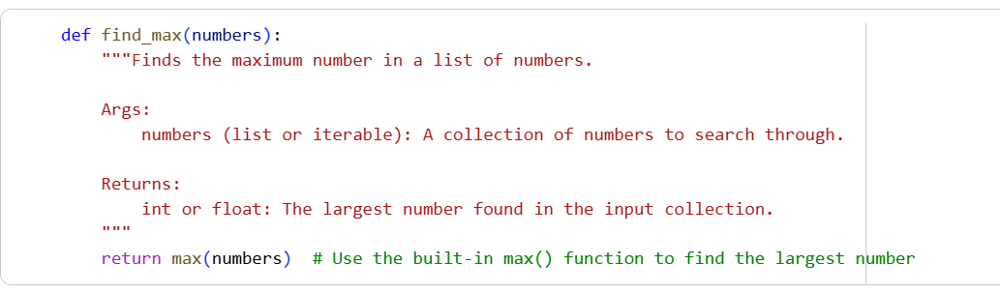 def find_max(numbers):
"""Finds the maximum number in a list of numbers.
Args:
numbers (list or iterable): A collection of numbers to search through.
Returns:
int or float: The largest number found in the input collection.
"""
return max(numbers)  # Use the built-in max() function to find the largest number